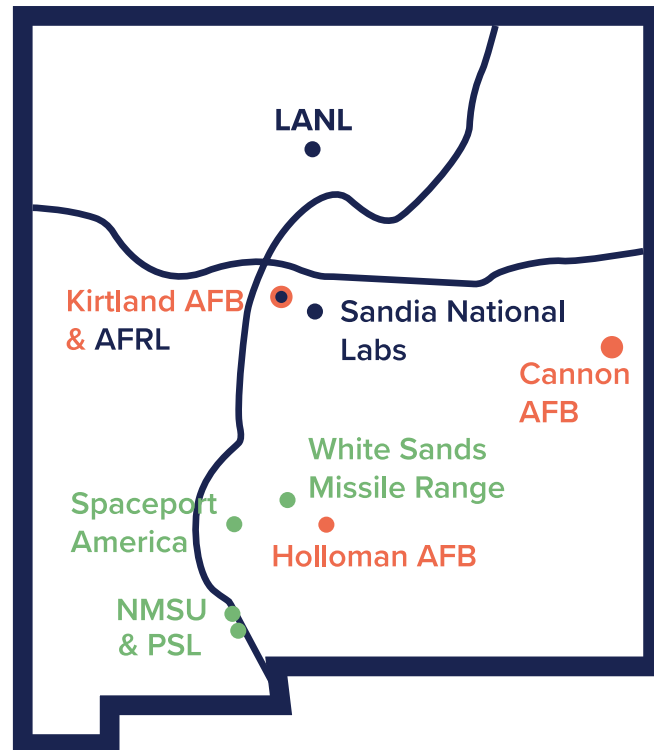 LANL
Kirtland AFB
& AFRL
Sandia National
Labs
Cannon
AFB
White Sands
Missile Range
Spaceport
America
Holloman AFB
NMSU
& PSL